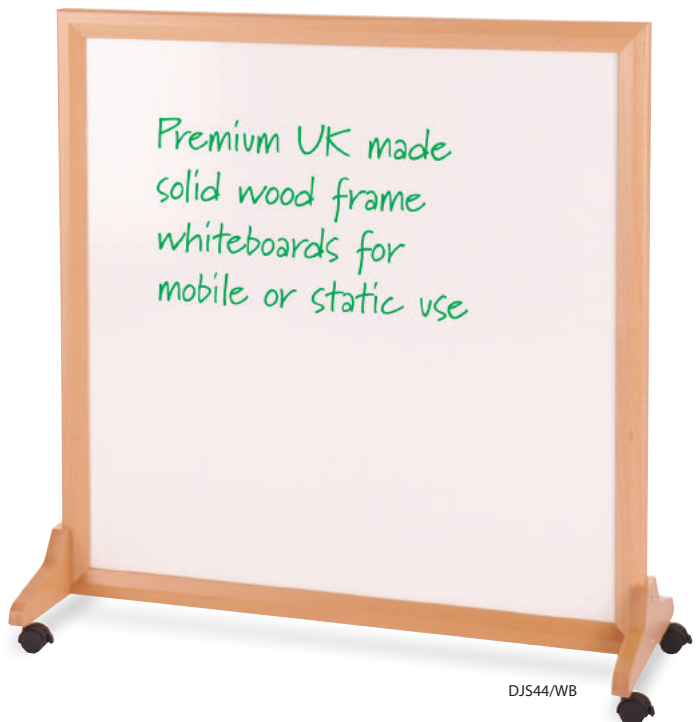 Premium UK made
solid wood frame
whiteboards for
mobile or static use
DJS44/WB